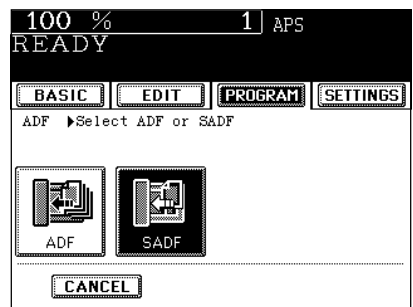 100 % 1 APS
READY
BASIC EDIT PROGRAM SETTINGS
ADF ▶Select ADF or SADF
ADF SADF
CANCEL